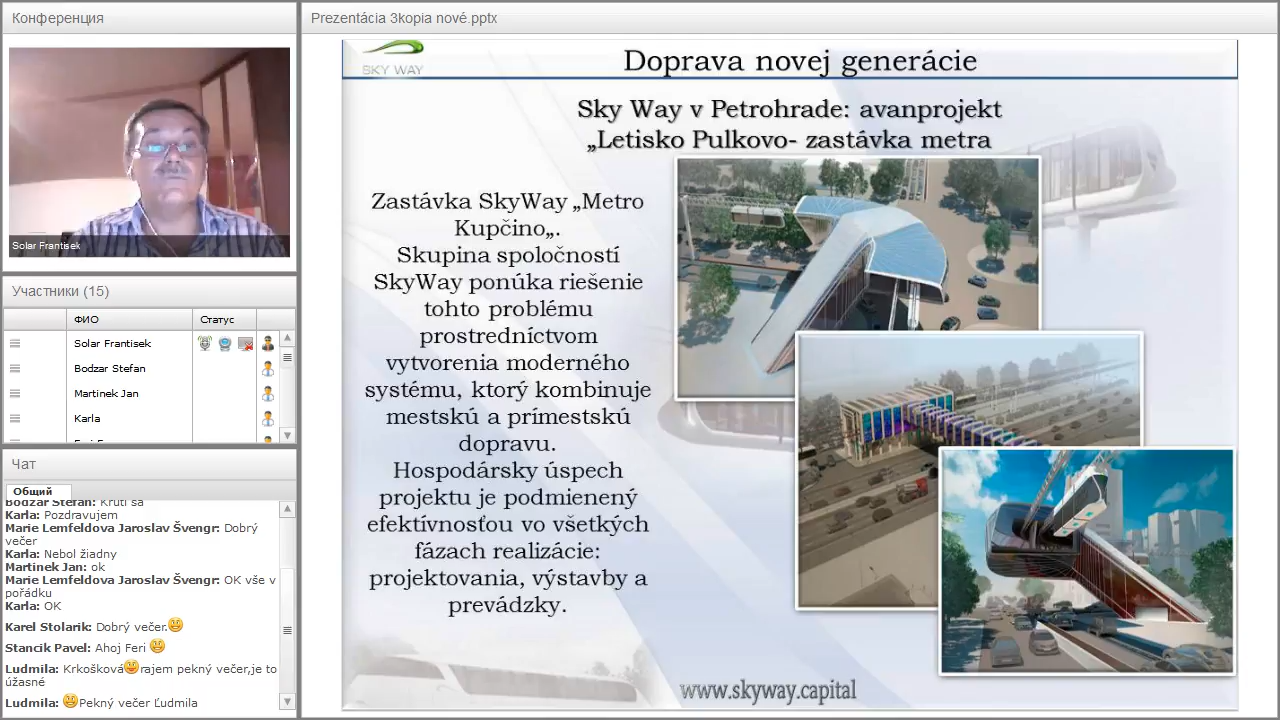 Конференция
Solar Frantisek
Участники (15)
ФИО
Статус
Solar Frantisek
Bodzar Stefan
Martinek Jan
Karla
Чат
Общий
Bodzar Stefan: Krúti sa
Karla: Pozdravujem
Marie Lemfeldova Jaroslav Švengr: Dobrý
večer
Karla: Nebol žiadny
Martinek Jan: ok
Marie Lemfeldova Jaroslav Švengr: OK vše v
pořádku
Karla: OK
Karel Stolarik: Dobrý večer.
Stancik Pavel: Ahoj Feri
Ludmila: Krkošková rajem pekný večer je to
úžasné
Ludmila: Pekný večer Ľudmila
Prezentácia 3kopia nové.pptx
SKY WAY
Doprava novej generácie
Sky Way v Petrohrade: avanprojekt
„Letisko Pulkovo- zastávka metra
Zastávka SkyWay „Metro
Kupčino„.
Skupina spoločností
SkyWay ponúka riešenie
tohto problému
prostredníctvom
vytvorenia moderného
systému, ktorý kombinuje
mestskú a prímestskú
dopravu.
Hospodársky úspech
projektu je podmienený
efektívnosťou vo všetkých
fázach realizácie:
projektovania, výstavby a
prevádzky.
www.skyway.capital